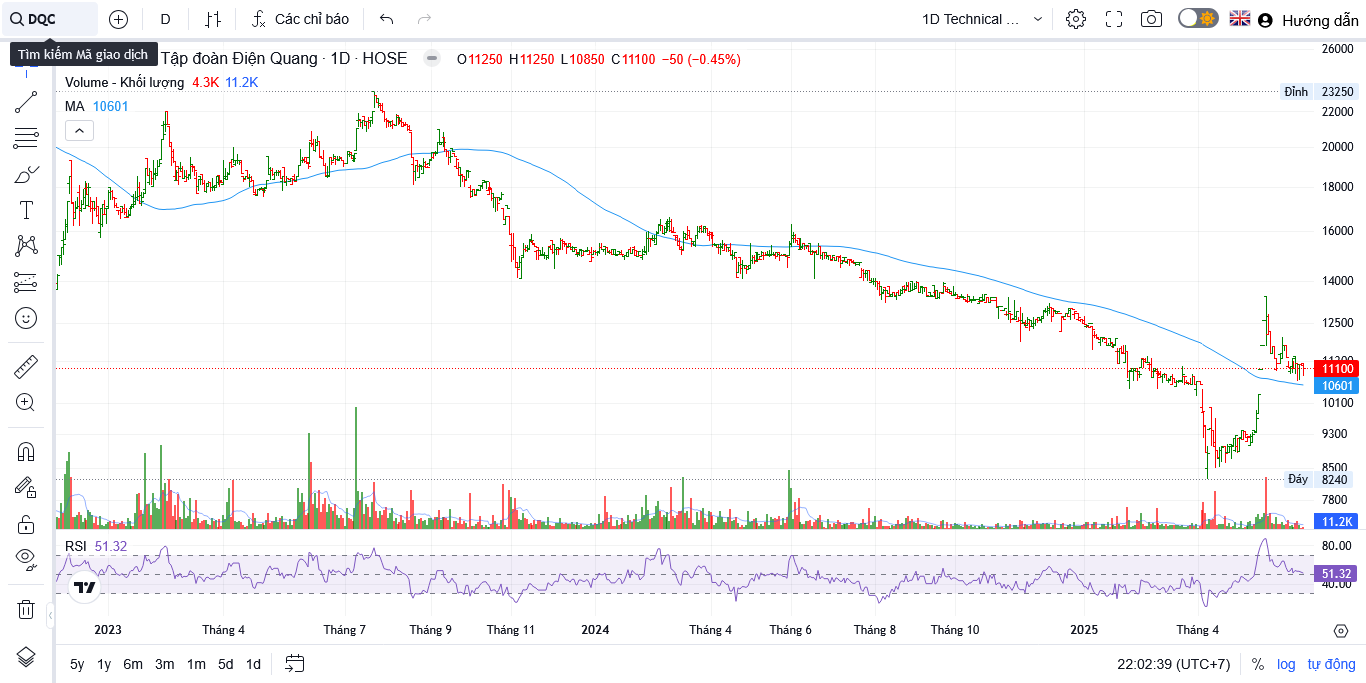 DQC
D
Các chỉ báo
1D Technical ...
Hướng dẫn
Tìm kiếm Mã giao dịch
Tập đoàn Điện Quang · 1D · HOSE
O11250 H11250 L10850 C11100 −50 (−0.45%)
Volume - Khối lượng 4.3K 11.2K
MA 10601
26000
Đỉnh 23250
22000
20000
18000
16000
14000
12500
11100
10601
10100
9300
8500
Đáy 8240
7800
11.2K
RSI 51.32
80.00
51.32
40.00
2023 Tháng 4 Tháng 7 Tháng 9 Tháng 11 2024 Tháng 4 Tháng 6 Tháng 8 Tháng 10 2025 Tháng 4
5y 1y 6m 3m 1m 5d 1d
22:02:39 (UTC+7) % log tự động